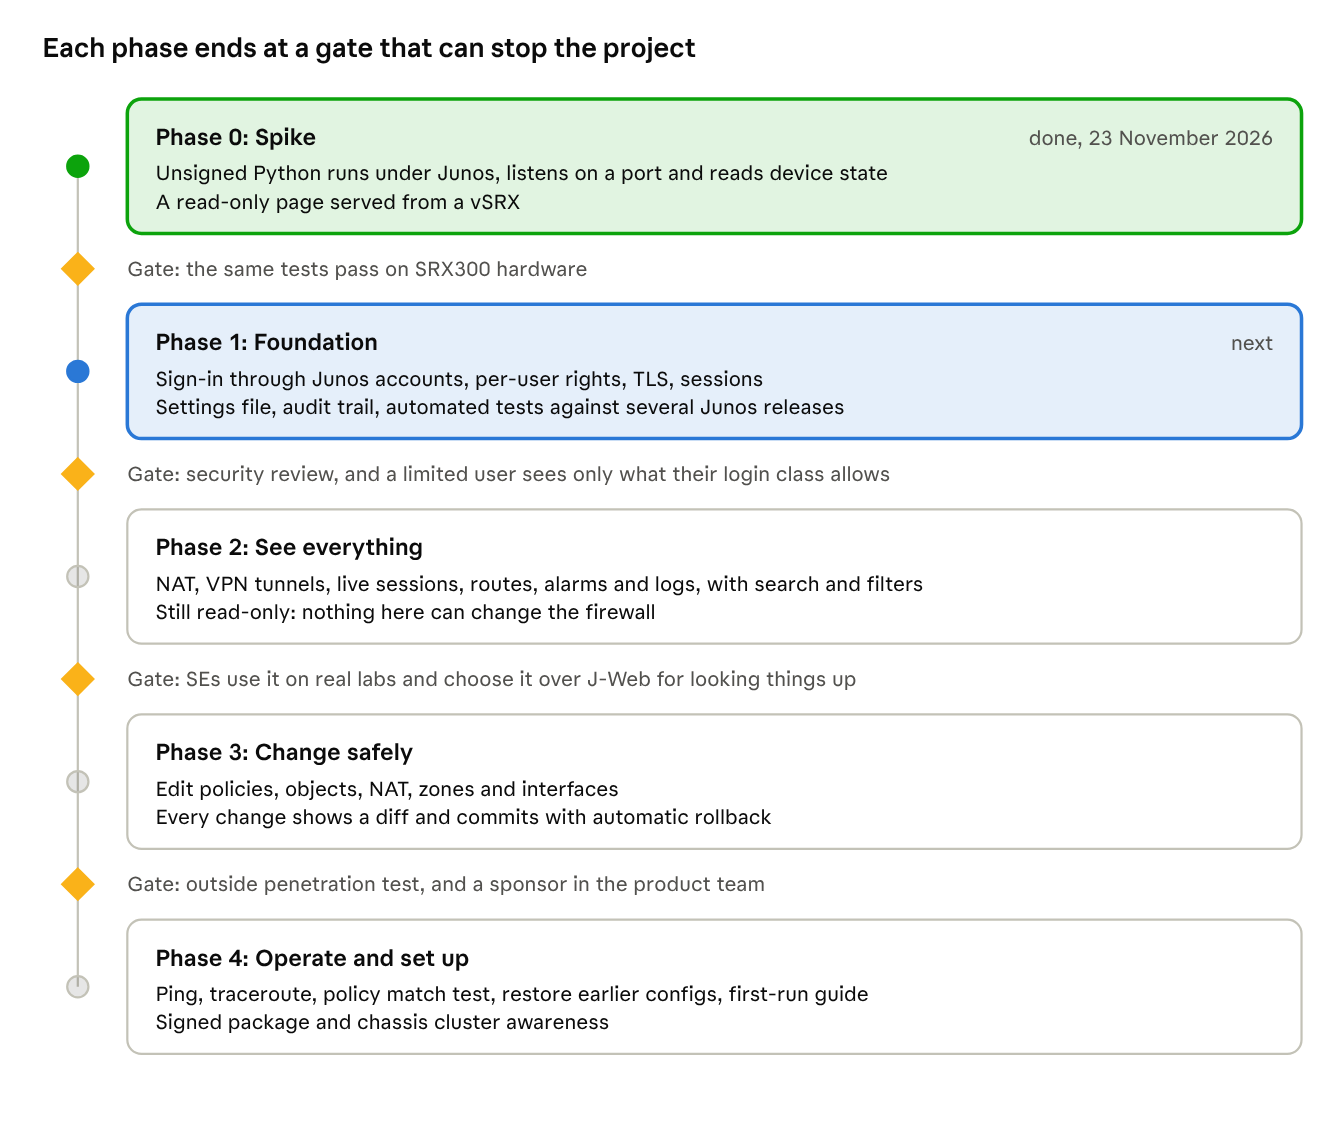 Each phase ends at a gate that can stop the project
Phase 0: Spike
done, 23 November 2026
Unsigned Python runs under Junos, listens on a port and reads device state
A read-only page served from a vSRX
Gate: the same tests pass on SRX300 hardware
Phase 1: Foundation
next
Sign-in through Junos accounts, per-user rights, TLS, sessions
Settings file, audit trail, automated tests against several Junos releases
Gate: security review, and a limited user sees only what their login class allows
Phase 2: See everything
NAT, VPN tunnels, live sessions, routes, alarms and logs, with search and filters
Still read-only: nothing here can change the firewall
Gate: SEs use it on real labs and choose it over J-Web for looking things up
Phase 3: Change safely
Edit policies, objects, NAT, zones and interfaces
Every change shows a diff and commits with automatic rollback
Gate: outside penetration test, and a sponsor in the product team
Phase 4: Operate and set up
Ping, traceroute, policy match test, restore earlier configs, first-run guide
Signed package and chassis cluster awareness